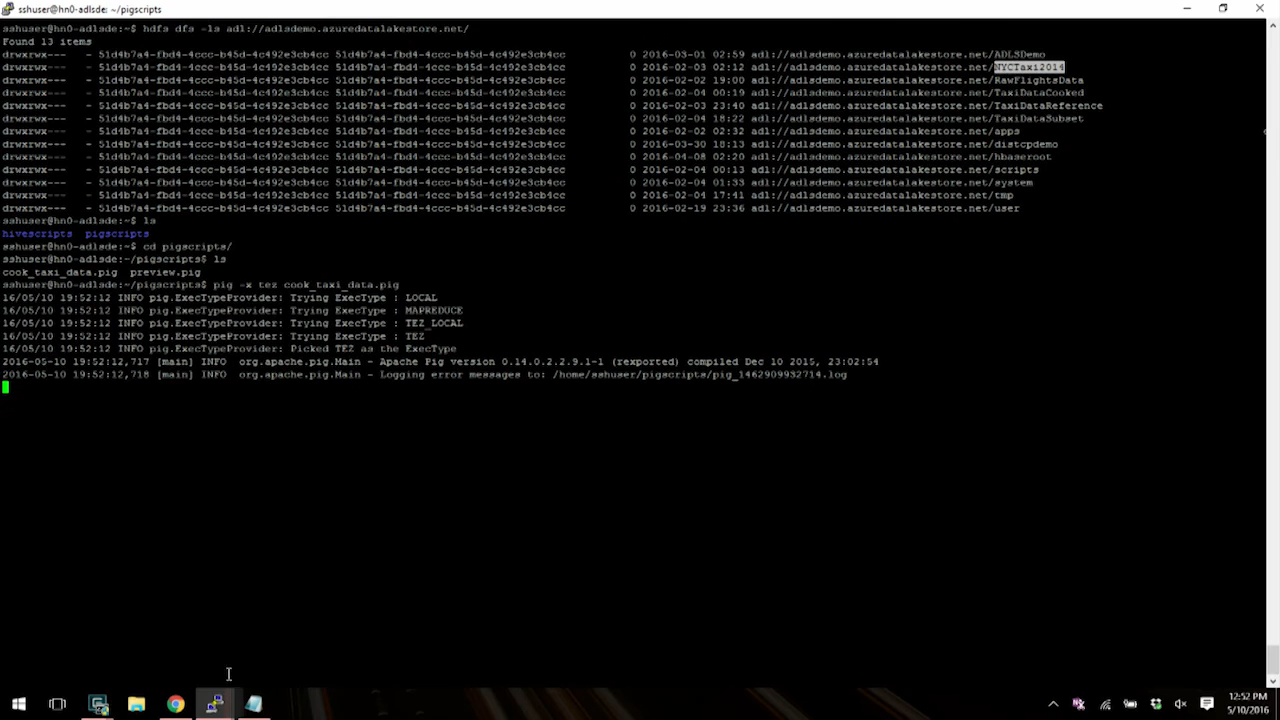 sshuser@hn0-adlsde: ~/pigscripts
sshuser@hn0-adlsde:~$ hdfs dfs -ls adl://adlsdemo.azuredatalakestore.net/
Found 13 items
drwxrwx--- - 51d4b7a4-fbd4-4ccc-b45d-4c492e3cb4cc 51d4b7a4-fbd4-4ccc-b45d-4c492e3cb4cc 0 2016-03-01 02:59 adl://adlsdemo.azuredatalakestore.net/ADLSDemo
drwxrwx--- - 51d4b7a4-fbd4-4ccc-b45d-4c492e3cb4cc 51d4b7a4-fbd4-4ccc-b45d-4c492e3cb4cc 0 2016-02-03 02:12 adl://adlsdemo.azuredatalakestore.net/NYCTaxi2014
drwxrwx--- - 51d4b7a4-fbd4-4ccc-b45d-4c492e3cb4cc 51d4b7a4-fbd4-4ccc-b45d-4c492e3cb4cc 0 2016-02-02 19:00 adl://adlsdemo.azuredatalakestore.net/RawFlightsData
drwxrwx--- - 51d4b7a4-fbd4-4ccc-b45d-4c492e3cb4cc 51d4b7a4-fbd4-4ccc-b45d-4c492e3cb4cc 0 2016-02-04 00:19 adl://adlsdemo.azuredatalakestore.net/TaxiDataCooked
drwxrwx--- - 51d4b7a4-fbd4-4ccc-b45d-4c492e3cb4cc 51d4b7a4-fbd4-4ccc-b45d-4c492e3cb4cc 0 2016-02-03 23:40 adl://adlsdemo.azuredatalakestore.net/TaxiDataReference
drwxrwx--- - 51d4b7a4-fbd4-4ccc-b45d-4c492e3cb4cc 51d4b7a4-fbd4-4ccc-b45d-4c492e3cb4cc 0 2016-02-04 18:22 adl://adlsdemo.azuredatalakestore.net/TaxiDataSubset
drwxrwx--- - 51d4b7a4-fbd4-4ccc-b45d-4c492e3cb4cc 51d4b7a4-fbd4-4ccc-b45d-4c492e3cb4cc 0 2016-02-02 02:32 adl://adlsdemo.azuredatalakestore.net/apps
drwxrwx--- - 51d4b7a4-fbd4-4ccc-b45d-4c492e3cb4cc 51d4b7a4-fbd4-4ccc-b45d-4c492e3cb4cc 0 2016-03-30 18:13 adl://adlsdemo.azuredatalakestore.net/distcpdemo
drwxrwx--- - 51d4b7a4-fbd4-4ccc-b45d-4c492e3cb4cc 51d4b7a4-fbd4-4ccc-b45d-4c492e3cb4cc 0 2016-04-08 02:20 adl://adlsdemo.azuredatalakestore.net/hbaseroot
drwxrwx--- - 51d4b7a4-fbd4-4ccc-b45d-4c492e3cb4cc 51d4b7a4-fbd4-4ccc-b45d-4c492e3cb4cc 0 2016-02-04 00:13 adl://adlsdemo.azuredatalakestore.net/scripts
drwxrwx--- - 51d4b7a4-fbd4-4ccc-b45d-4c492e3cb4cc 51d4b7a4-fbd4-4ccc-b45d-4c492e3cb4cc 0 2016-02-04 01:33 adl://adlsdemo.azuredatalakestore.net/system
drwxrwx--- - 51d4b7a4-fbd4-4ccc-b45d-4c492e3cb4cc 51d4b7a4-fbd4-4ccc-b45d-4c492e3cb4cc 0 2016-02-04 17:41 adl://adlsdemo.azuredatalakestore.net/tmp
drwxrwx--- - 51d4b7a4-fbd4-4ccc-b45d-4c492e3cb4cc 51d4b7a4-fbd4-4ccc-b45d-4c492e3cb4cc 0 2016-02-19 23:36 adl://adlsdemo.azuredatalakestore.net/user
sshuser@hn0-adlsde:~$ ls
hivescripts pigscripts
sshuser@hn0-adlsde:~$ cd pigscripts/
sshuser@hn0-adlsde:~/pigscripts$ ls
cook_taxi_data.pig preview.pig
sshuser@hn0-adlsde:~/pigscripts$ pig -x tez cook_taxi_data.pig
16/05/10 19:52:12 INFO pig.ExecTypeProvider: Trying ExecType : LOCAL
16/05/10 19:52:12 INFO pig.ExecTypeProvider: Trying ExecType : MAPREDUCE
16/05/10 19:52:12 INFO pig.ExecTypeProvider: Trying ExecType : TEZ_LOCAL
16/05/10 19:52:12 INFO pig.ExecTypeProvider: Trying ExecType : TEZ
16/05/10 19:52:12 INFO pig.ExecTypeProvider: Picked TEZ as the ExecType
2016-05-10 19:52:12,717 [main] INFO org.apache.pig.Main - Apache Pig version 0.14.0.2.2.9.1-1 (rexported) compiled Dec 10 2015, 23:02:54
2016-05-10 19:52:12,718 [main] INFO org.apache.pig.Main - Logging error messages to: /home/sshuser/pigscripts/pig_1462909932714.log
12:52 PM
5/10/2016